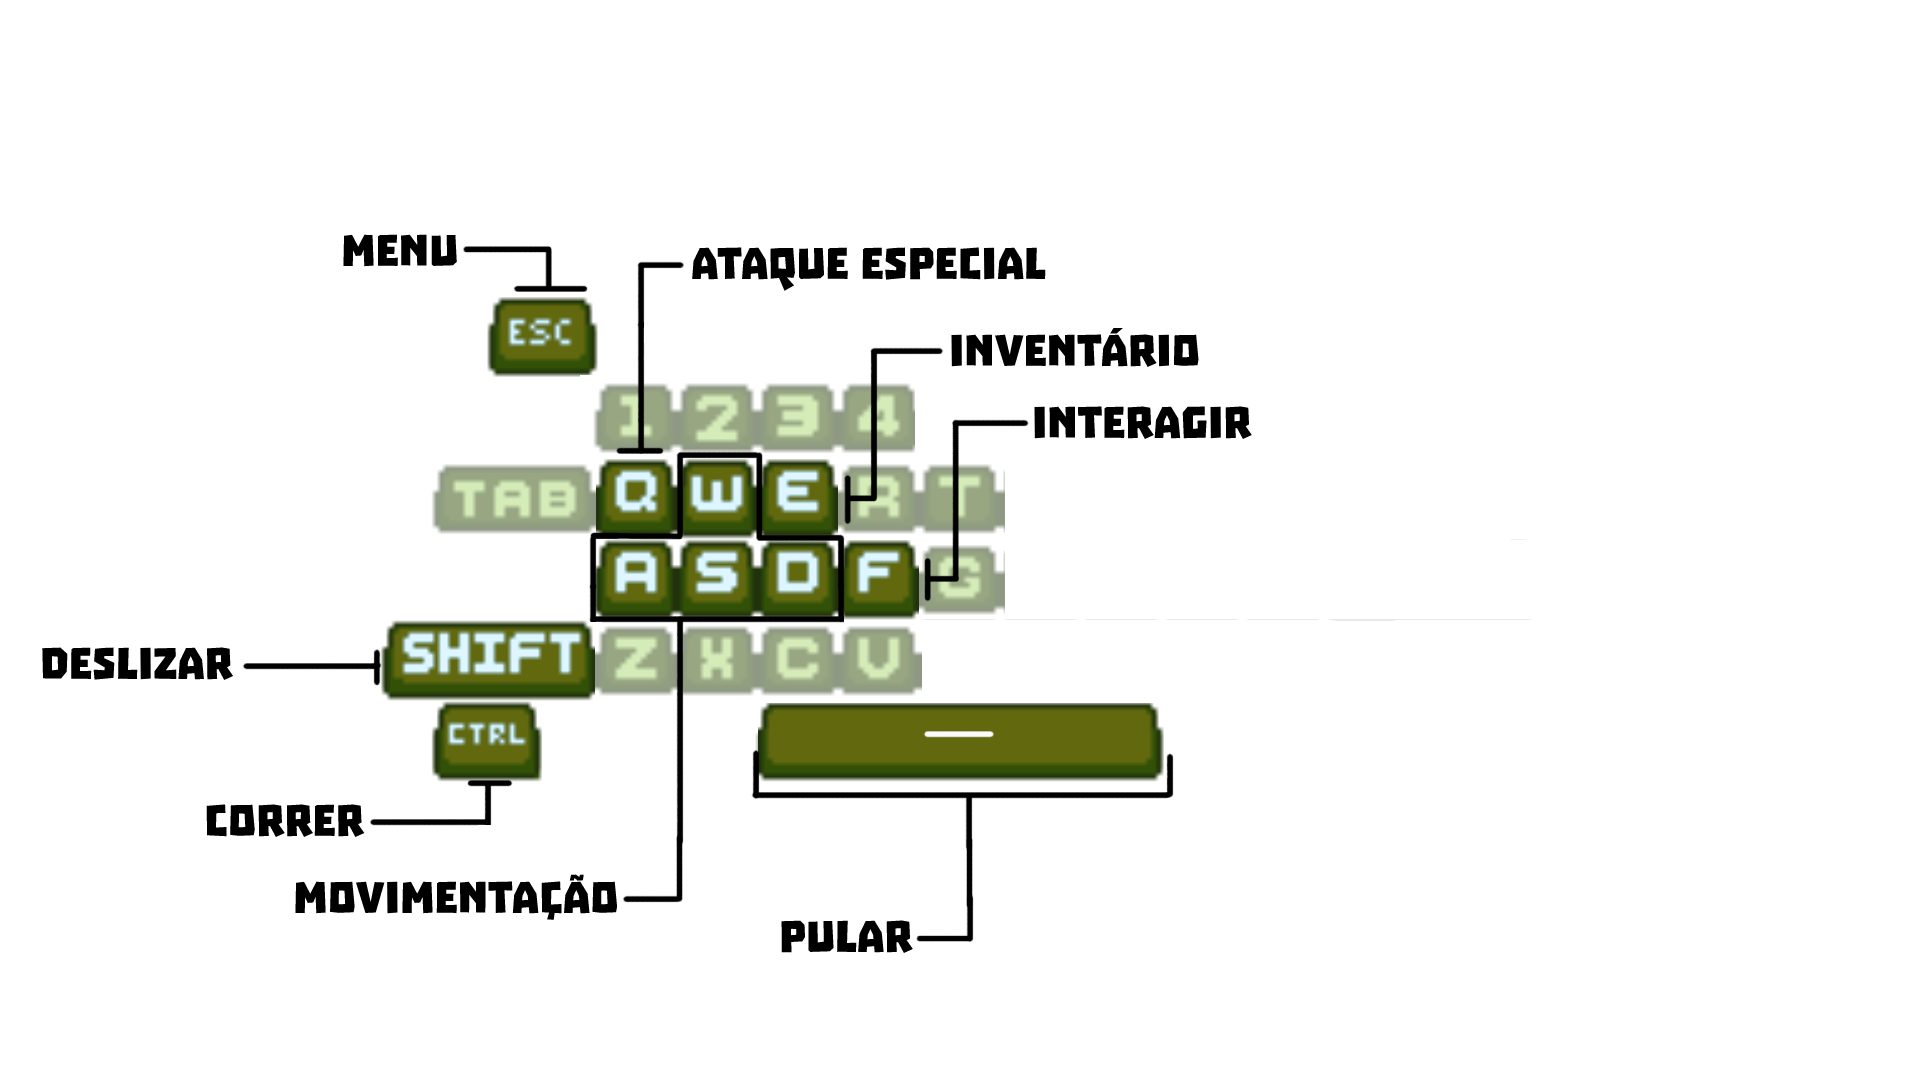 MENU
ATAQUE ESPECIAL
ESC
INVENTÁRIO
1 2 3 4
INTERAGIR
TAB Q W E R T
A S D F G
DESLIZAR
SHIFT Z X C V
CTRL
CORRER
MOVIMENTAÇÃO
PULAR